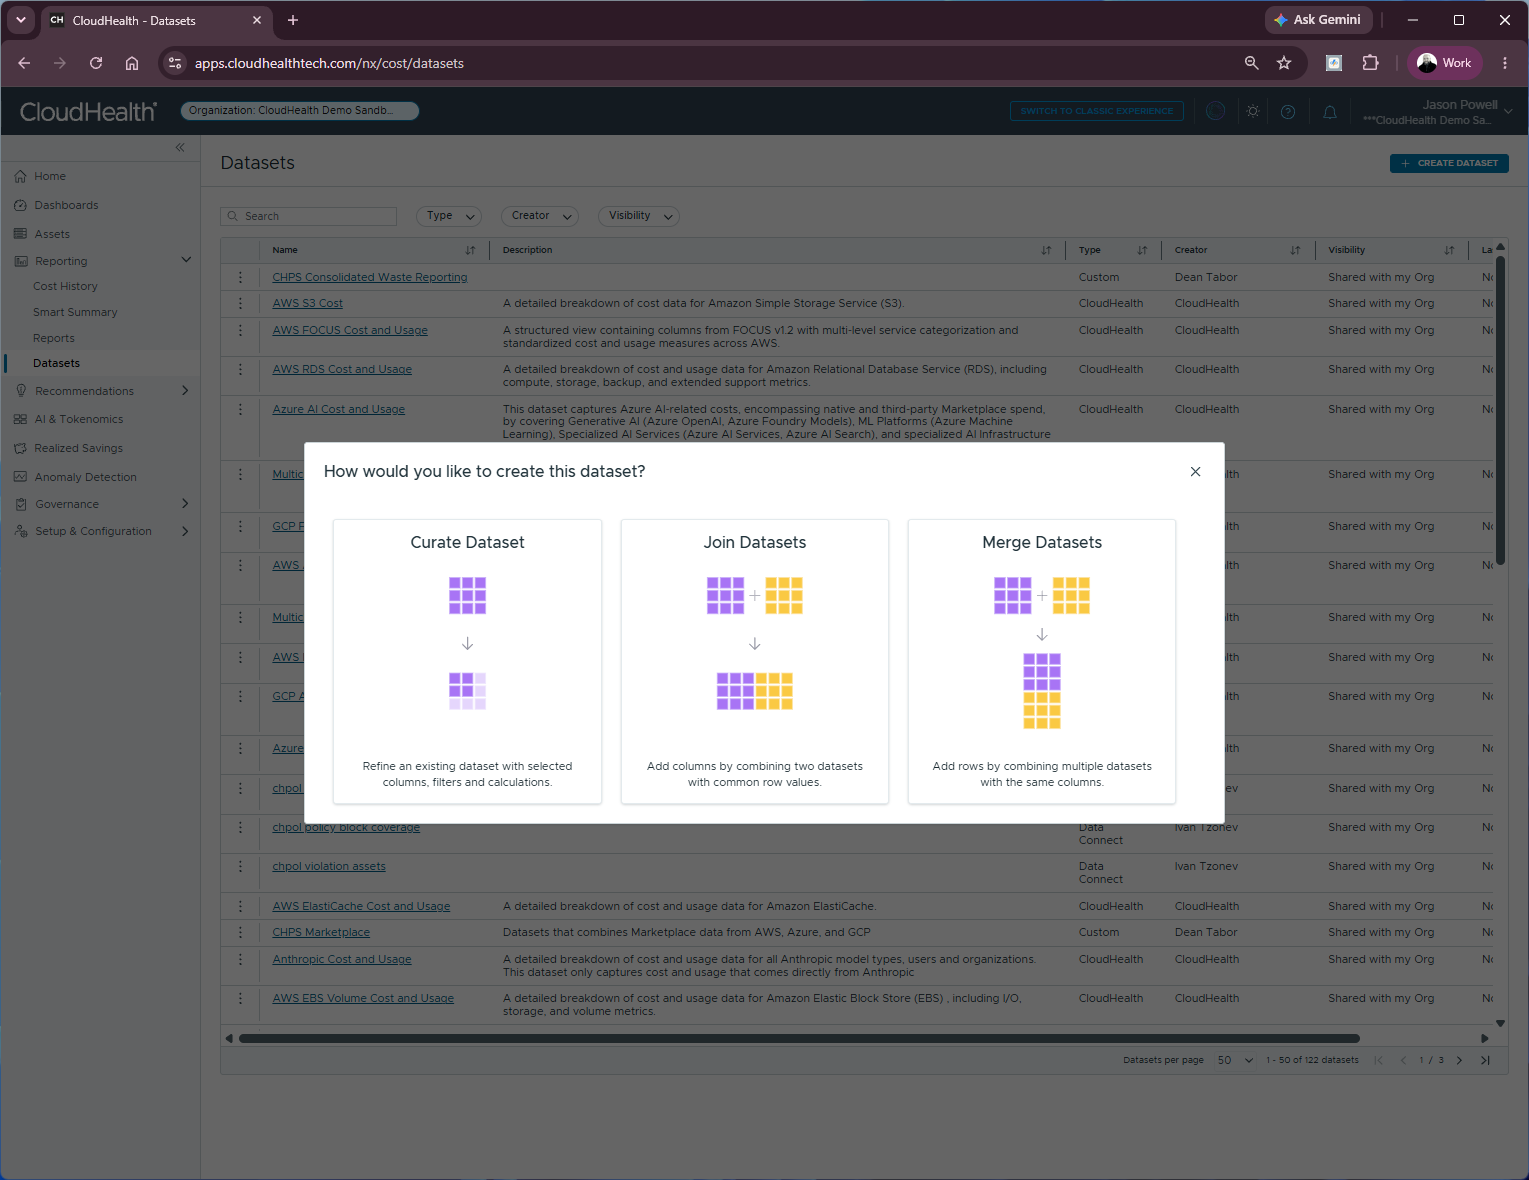 CH CloudHealth - Datasets
Ask Gemini
apps.cloudhealthtech.com/nx/cost/datasets
Work
CloudHealth
Organization: CloudHealth Demo Sandb...
SWITCH TO CLASSIC EXPERIENCE
Jason Powell
***CloudHealth Demo Sa...
Home
Dashboards
Assets
Reporting
Cost History
Smart Summary
Reports
Datasets
Recommendations
AI & Tokenomics
Realized Savings
Anomaly Detection
Governance
Setup & Configuration
Datasets
CREATE DATASET
Search
Type
Creator
Visibility
Name Description Type Creator Visibility La
CHPS Consolidated Waste Reporting Custom Dean Tabor Shared with my Org
AWS S3 Cost A detailed breakdown of cost data for Amazon Simple Storage Service (S3). CloudHealth CloudHealth Shared with my Org
AWS FOCUS Cost and Usage A structured view containing columns from FOCUS v1.2 with multi-level service categorization and CloudHealth CloudHealth Shared with my Org
standardized cost and usage measures across AWS.
AWS RDS Cost and Usage A detailed breakdown of cost and usage data for Amazon Relational Database Service (RDS), including CloudHealth CloudHealth Shared with my Org
compute, storage, backup, and extended support metrics.
Azure AI Cost and Usage This dataset captures Azure AI-related costs, encompassing native and third-party Marketplace spend, CloudHealth CloudHealth Shared with my Org
by covering Generative AI (Azure OpenAI, Azure Foundry Models), ML Platforms (Azure Machine
Learning), Specialized AI Services (Azure AI Services, Azure AI Search), and specialized AI Infrastructure
How would you like to create this dataset?
Curate Dataset
Refine an existing dataset with selected
columns, filters and calculations.
Join Datasets
Add columns by combining two datasets
with common row values.
Merge Datasets
Add rows by combining multiple datasets
with the same columns.
Multic Shared with my Org
GCP Shared with my Org
AWS Shared with my Org
Multic Shared with my Org
AWS Shared with my Org
GCP Shared with my Org
Azure Shared with my Org
chpol Shared with my Org
chpol policy block coverage Data Ivan Tzonev Shared with my Org
Connect
chpol violation assets Data Ivan Tzonev Shared with my Org
Connect
AWS ElastiCache Cost and Usage A detailed breakdown of cost and usage data for Amazon ElastiCache. CloudHealth CloudHealth Shared with my Org
CHPS Marketplace Datasets that combines Marketplace data from AWS, Azure, and GCP Custom Dean Tabor Shared with my Org
Anthropic Cost and Usage A detailed breakdown of cost and usage data for all Anthropic model types, users and organizations. CloudHealth CloudHealth Shared with my Org
This dataset only captures cost and usage that comes directly from Anthropic
AWS EBS Volume Cost and Usage A detailed breakdown of cost and usage data for Amazon Elastic Block Store (EBS) , including I/O, CloudHealth CloudHealth Shared with my Org
storage, and volume metrics.
Datasets per page 50 1 - 50 of 122 datasets 1 / 3